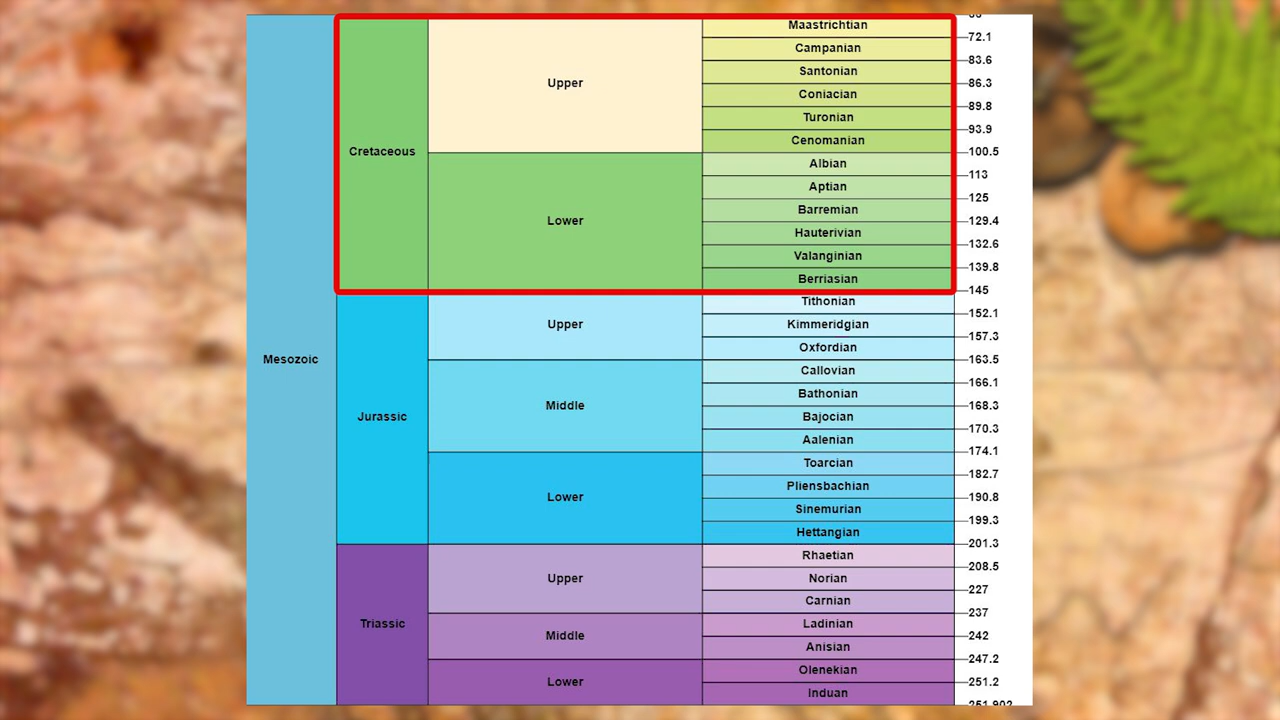 Maastrichtian
72.1
Campanian
83.6
Santonian
Upper
86.3
Coniacian
89.8
Turonian
93.9
Cenomanian
100.5
Cretaceous
Albian
113
Aptian
125
Barremian
Lower
129.4
Hauterivian
132.6
Valanginian
139.8
Berriasian
145
Tithonian
152.1
Upper
Kimmeridgian
157.3
Oxfordian
163.5
Mesozoic
Callovian
166.1
Bathonian
Middle
168.3
Jurassic
Bajocian
170.3
Aalenian
174.1
Toarcian
182.7
Pliensbachian
Lower
190.8
Sinemurian
199.3
Hettangian
201.3
Rhaetian
208.5
Upper
Norian
227
Carnian
237
Triassic
Ladinian
242
Middle
Anisian
247.2
Olenekian
Lower
251.2
Induan
251.902